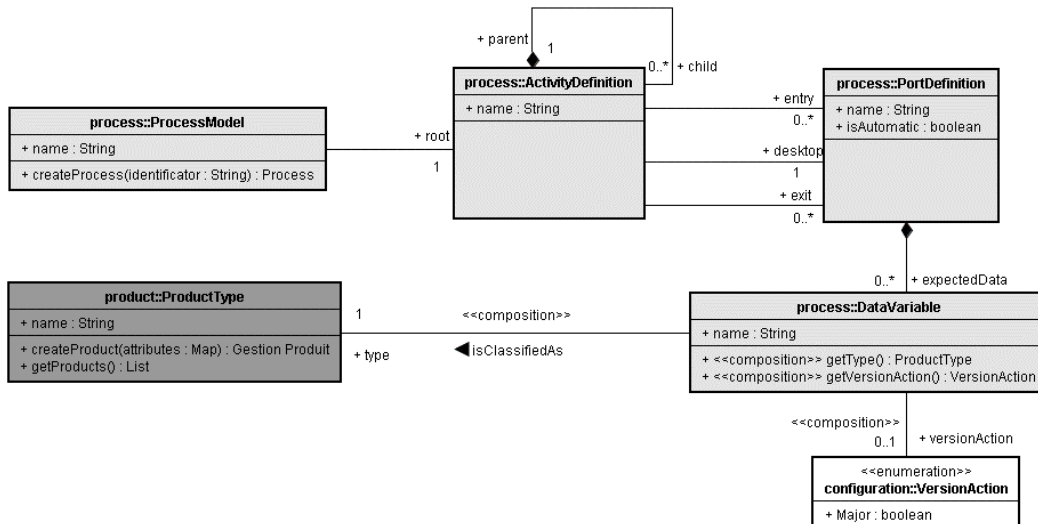 + parent
1
0..*
+ child
process::ActivityDefinition
+ name : String
process::PortDefinition
+ name : String
+ isAutomatic : boolean
+ entry
0..*
+ desktop
1
+ exit
0..*
process::ProcessModel
+ name : String
+ createProcess(identificator : String) : Process
+ root
1
0..*
+ expectedData
product::ProductType
+ name : String
+ createProduct(attributes : Map) : Gestion Produit
+ getProducts() : List
1
<<composition>>
+ type
isClassifiedAs
process::DataVariable
+ name : String
+ <<composition>> getType() : ProductType
+ <<composition>> getVersionAction() : VersionAction
<<composition>>
0..1
+ versionAction
<<enumeration>>
configuration::VersionAction
+ Major : boolean